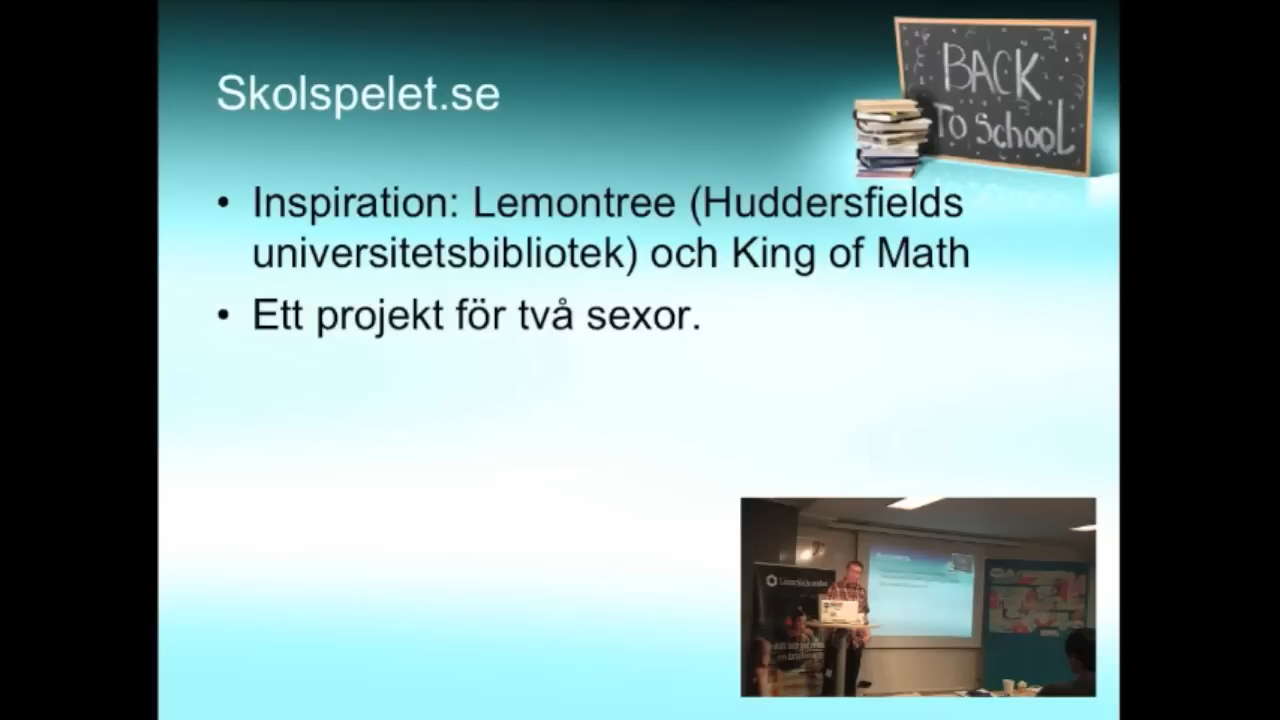 Skolspelet.se
BACK
To School
• Inspiration: Lemontree (Huddersfields
universitetsbibliotek) och King of Math
• Ett projekt för två sexor.